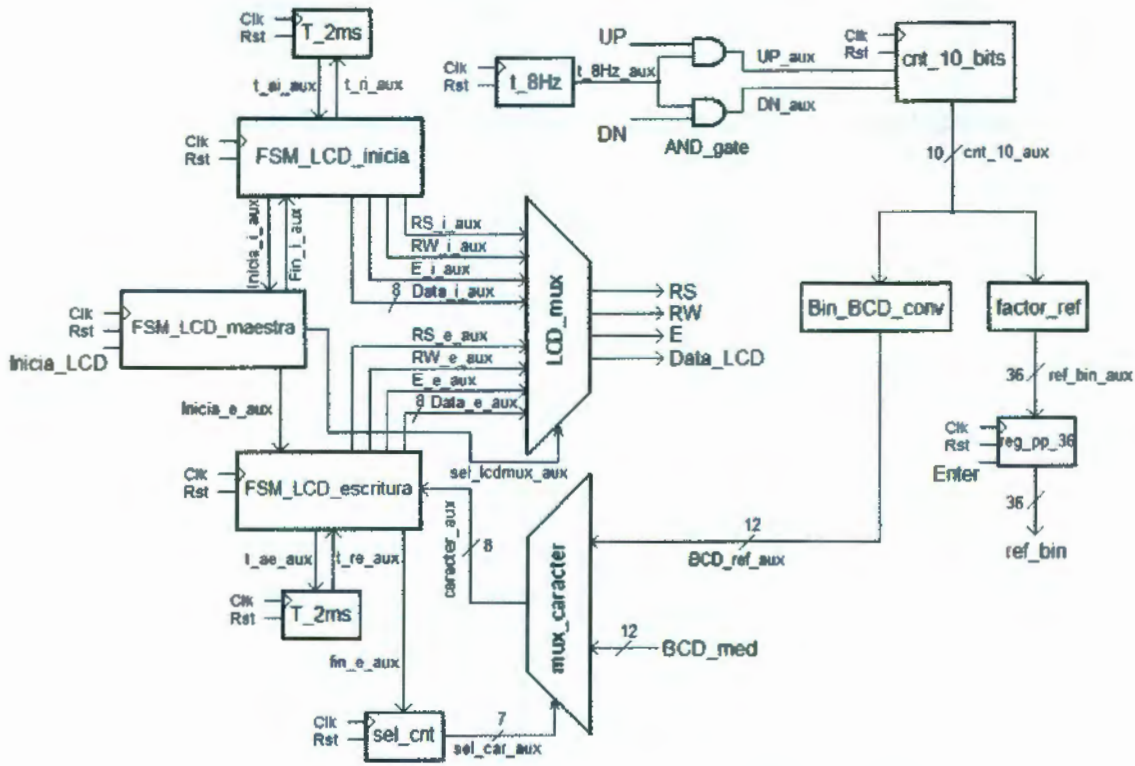 Clk
Rst
T_2ms
t_ai_aux
t_ri_aux
Clk
Rst
FSM_LCD_inicia
Inicia_i_aux
Fin_i_aux
RS_i_aux
RW_i_aux
E_i_aux
8
Data_i_aux
Clk
Rst
Inicia_LCD
FSM_LCD_maestra
RS_e_aux
RW_e_aux
E_e_aux
8
Data_e_aux
LCD_mux
RS
RW
E
Data_LCD
Inicia_e_aux
sel_lcdmux_aux
Clk
Rst
FSM_LCD_escritura
t_ae_aux
t_re_aux
Clk
Rst
T_2ms
fin_e_aux
caracter_aux
8
mux_caracter
Clk
Rst
sel_cnt
7
sel_car_aux
Clk
Rst
t_8Hz
t_8Hz_aux
UP
DN
AND_gate
UP_aux
DN_aux
Clk
Rst
cnt_10_bits
10
cnt_10_aux
Bin_BCD_conv
factor_ref
36
ref_bin_aux
Clk
Rst
Enter
reg_pp_36
36
ref_bin
12
BCD_ref_aux
12
BCD_med